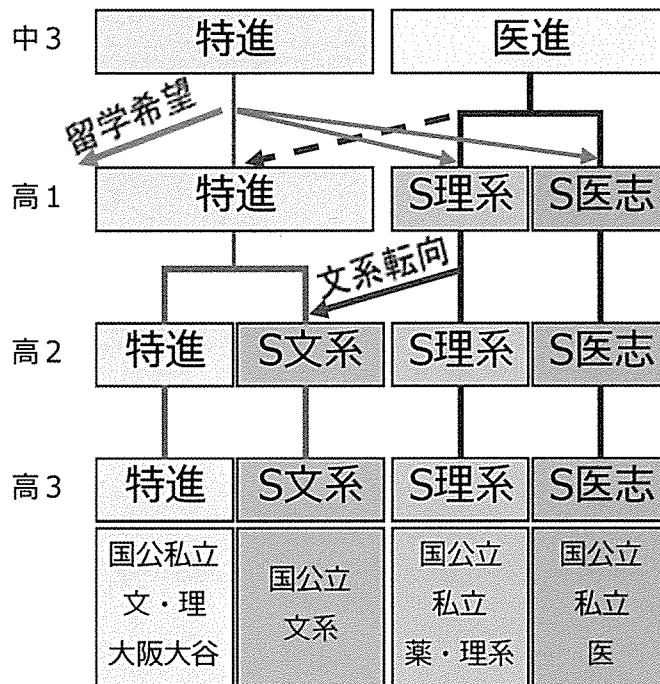 中3
特進
医進
留学希望
高1
特進
S理系
S医志
文系転向
高2
特進
S文系
S理系
S医志
高3
特進
S文系
S理系
S医志
国公私立
文・理
大阪大谷
国公立
文系
国公立
私立
薬・理系
国公立
私立
医